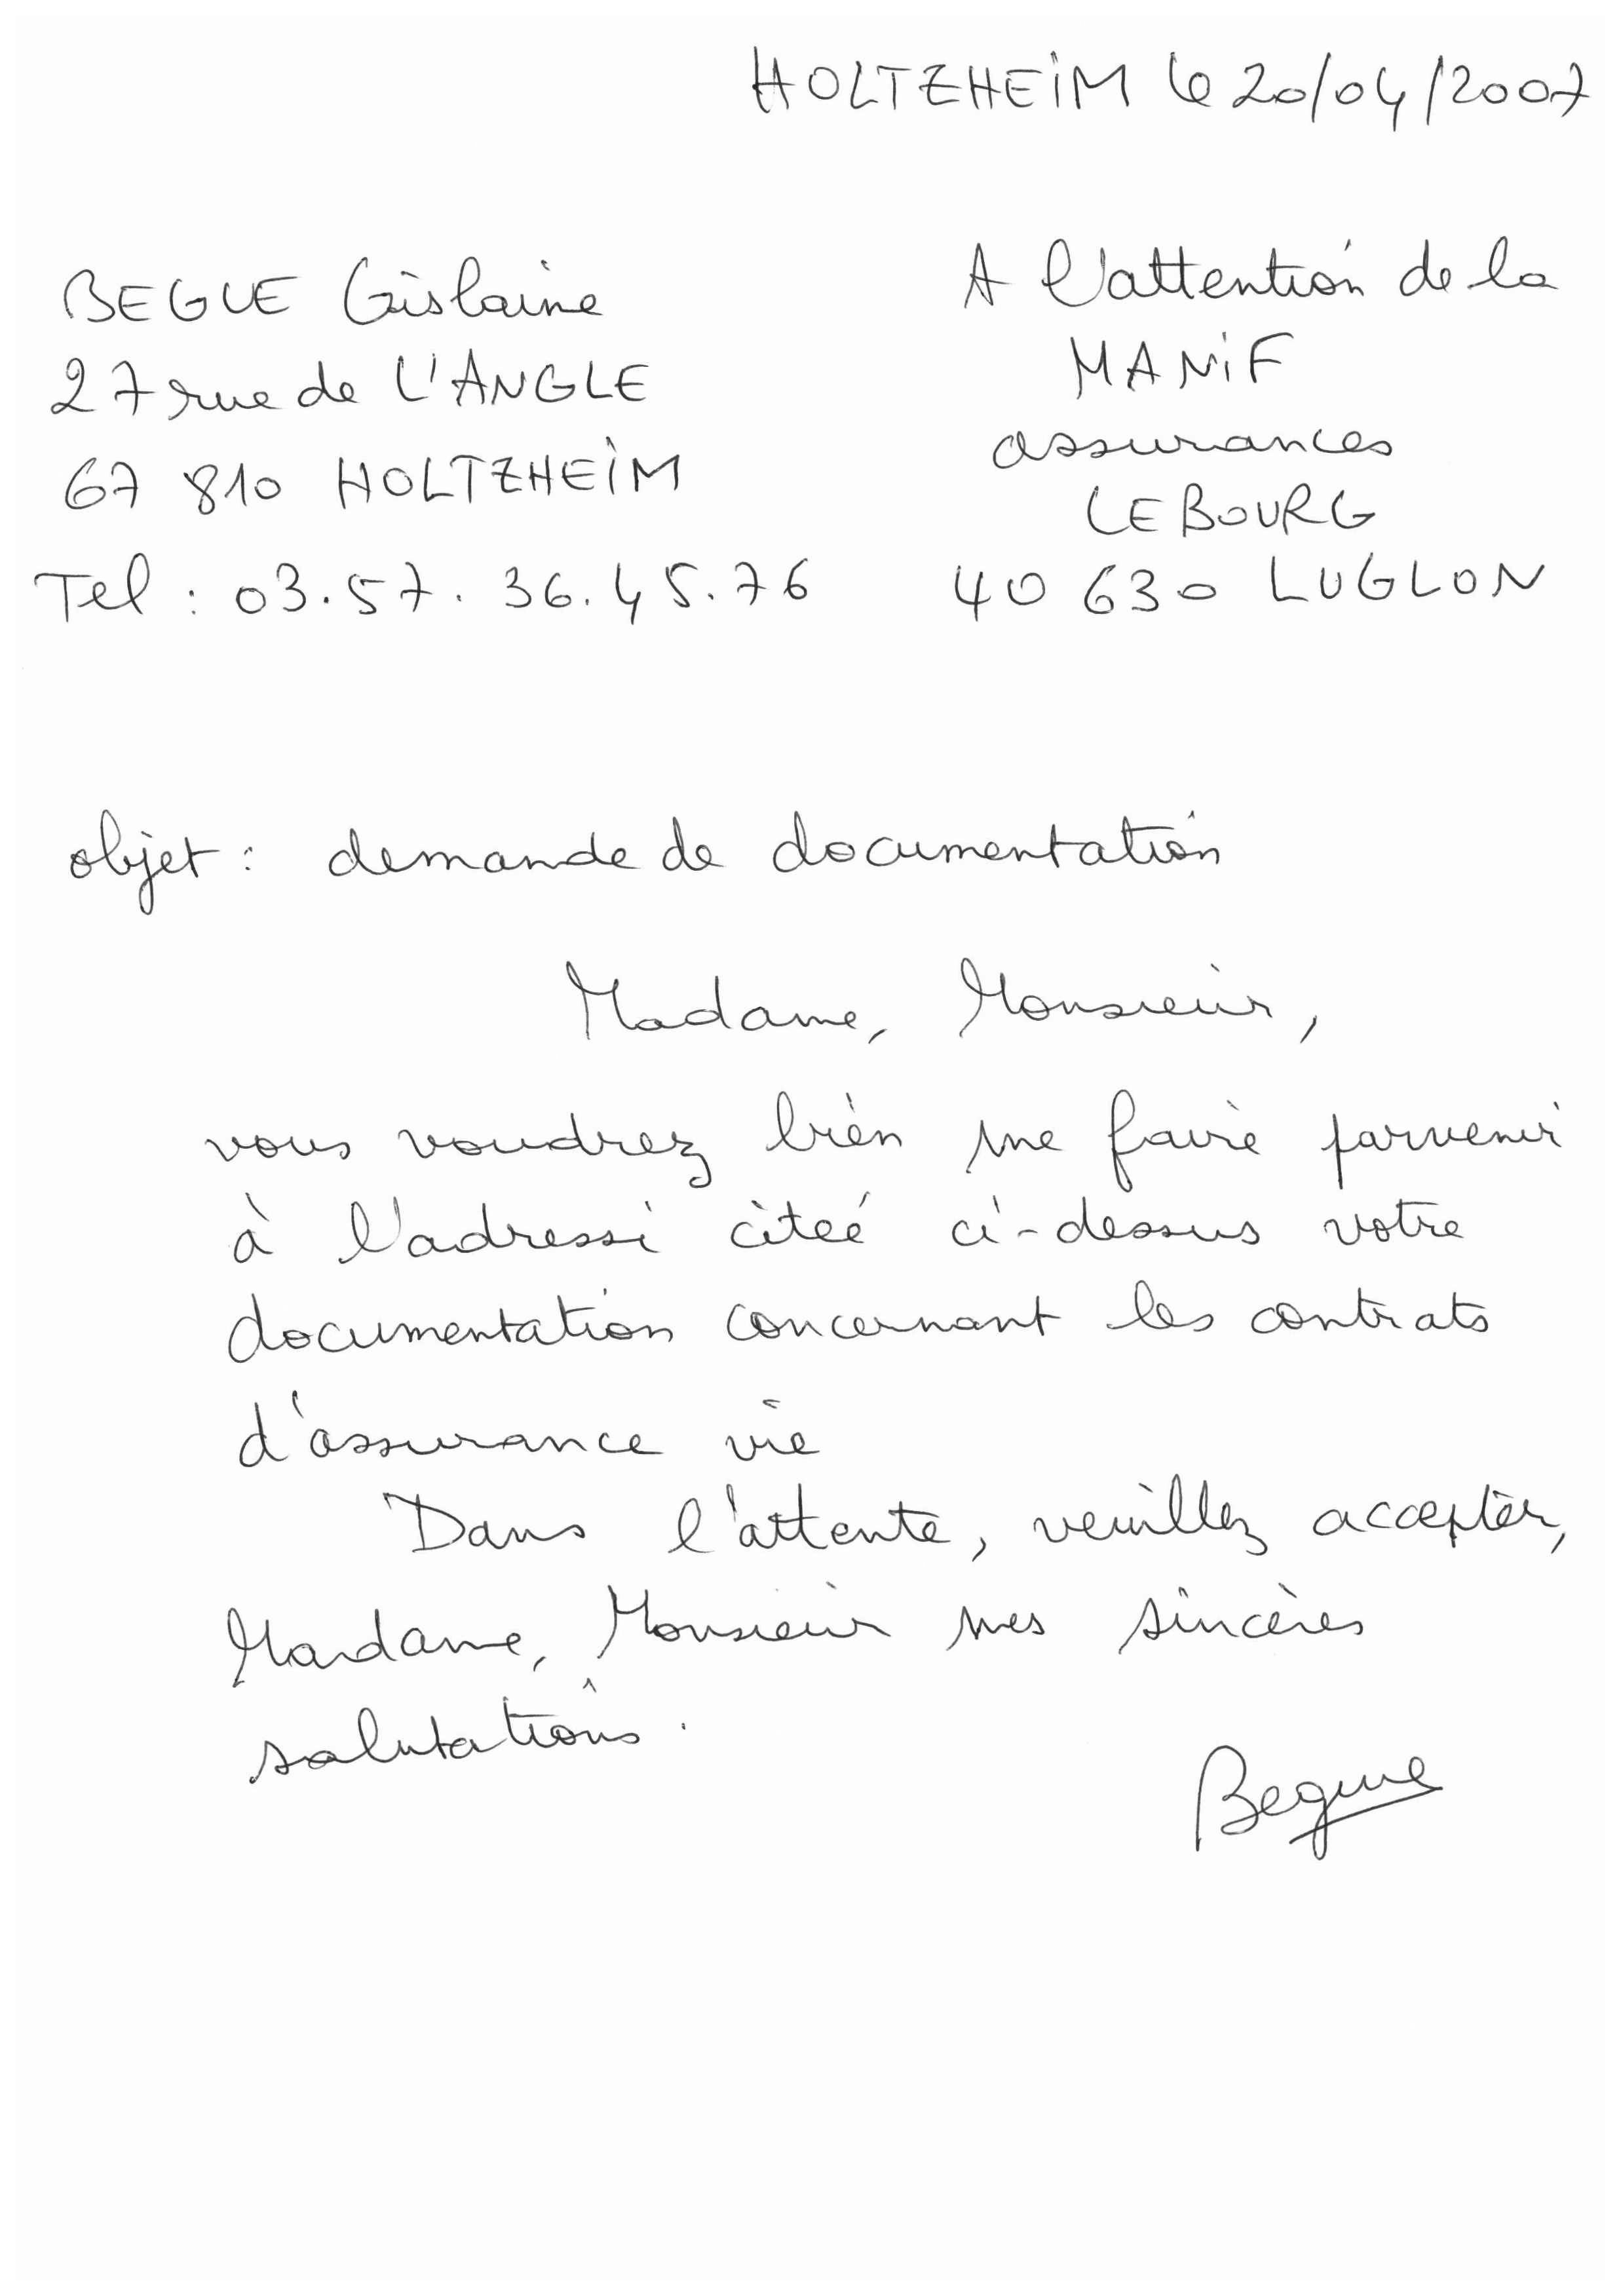 HOLTZHEIM le 20/04/2007
BEGUE Gislaine
27 rue de L'ANGLE
67 810 HOLTZHEIM
Tel : 03.57.36.45.76
A l'attention de la
MANIF
assurances
LE BOURG
40 630 LUGLON
objet : demande de documentation
Madame, Monsieur,
vous voudrez bien me faire parvenir
à l'adresse citée ci-dessus votre
documentation concernant les contrats
d'assurance vie
Dans l'attente, veuillez accepter,
Madame, Monsieur mes sincères
salutations.
Begue